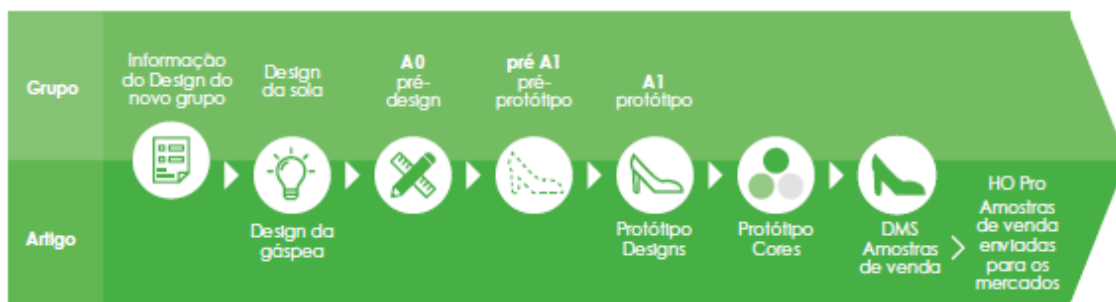 Grupo
Informação
do Design do
novo grupo
Design
da sola
A0
pré-
design
pré A1
pré-
protótipo
A1
protótipo
Artigo
Design da
gáspea
Protótipo
Designs
Protótipo
Cores
DMS
Amostras
de venda
HO Pro
Amostras
de venda
enviadas
para os
mercados